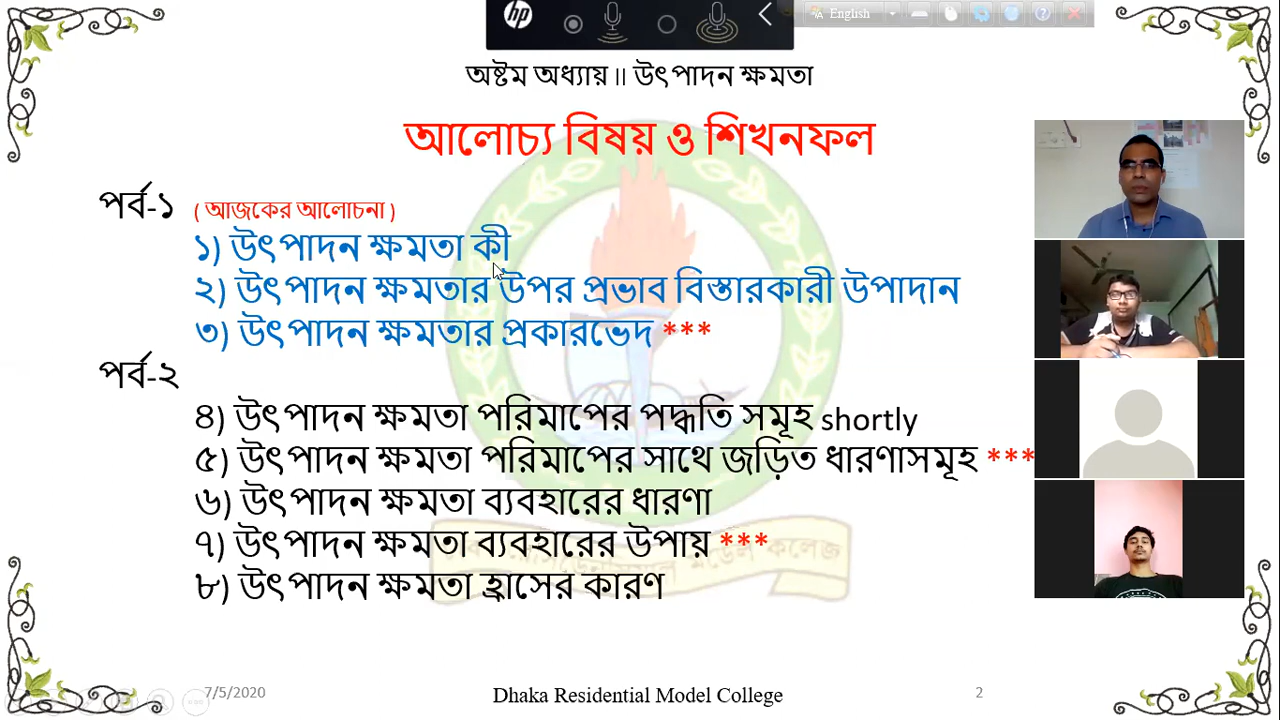 hp
English
অষ্টম অধ্যায়॥ উৎপাদন ক্ষমতা
আলোচ্য বিষয় ও শিখনফল
পর্ব-১ ( আজকের আলোচনা )
১) উৎপাদন ক্ষমতা কী
২) উৎপাদন ক্ষমতার উপর প্রভাব বিস্তারকারী উপাদান
৩) উৎপাদন ক্ষমতার প্রকারভেদ ***
পর্ব-২
৪) উৎপাদন ক্ষমতা পরিমাপের পদ্ধতি সমূহ shortly
৫) উৎপাদন ক্ষমতা পরিমাপের সাথে জড়িত ধারণাসমূহ ***
৬) উৎপাদন ক্ষমতা ব্যবহারের ধারণা
৭) উৎপাদন ক্ষমতা ব্যবহারের উপায় ***
কলেজ
৮) উৎপাদন ক্ষমতা হ্রাসের কারণ
7/5/2020
Dhaka Residential Model College
2